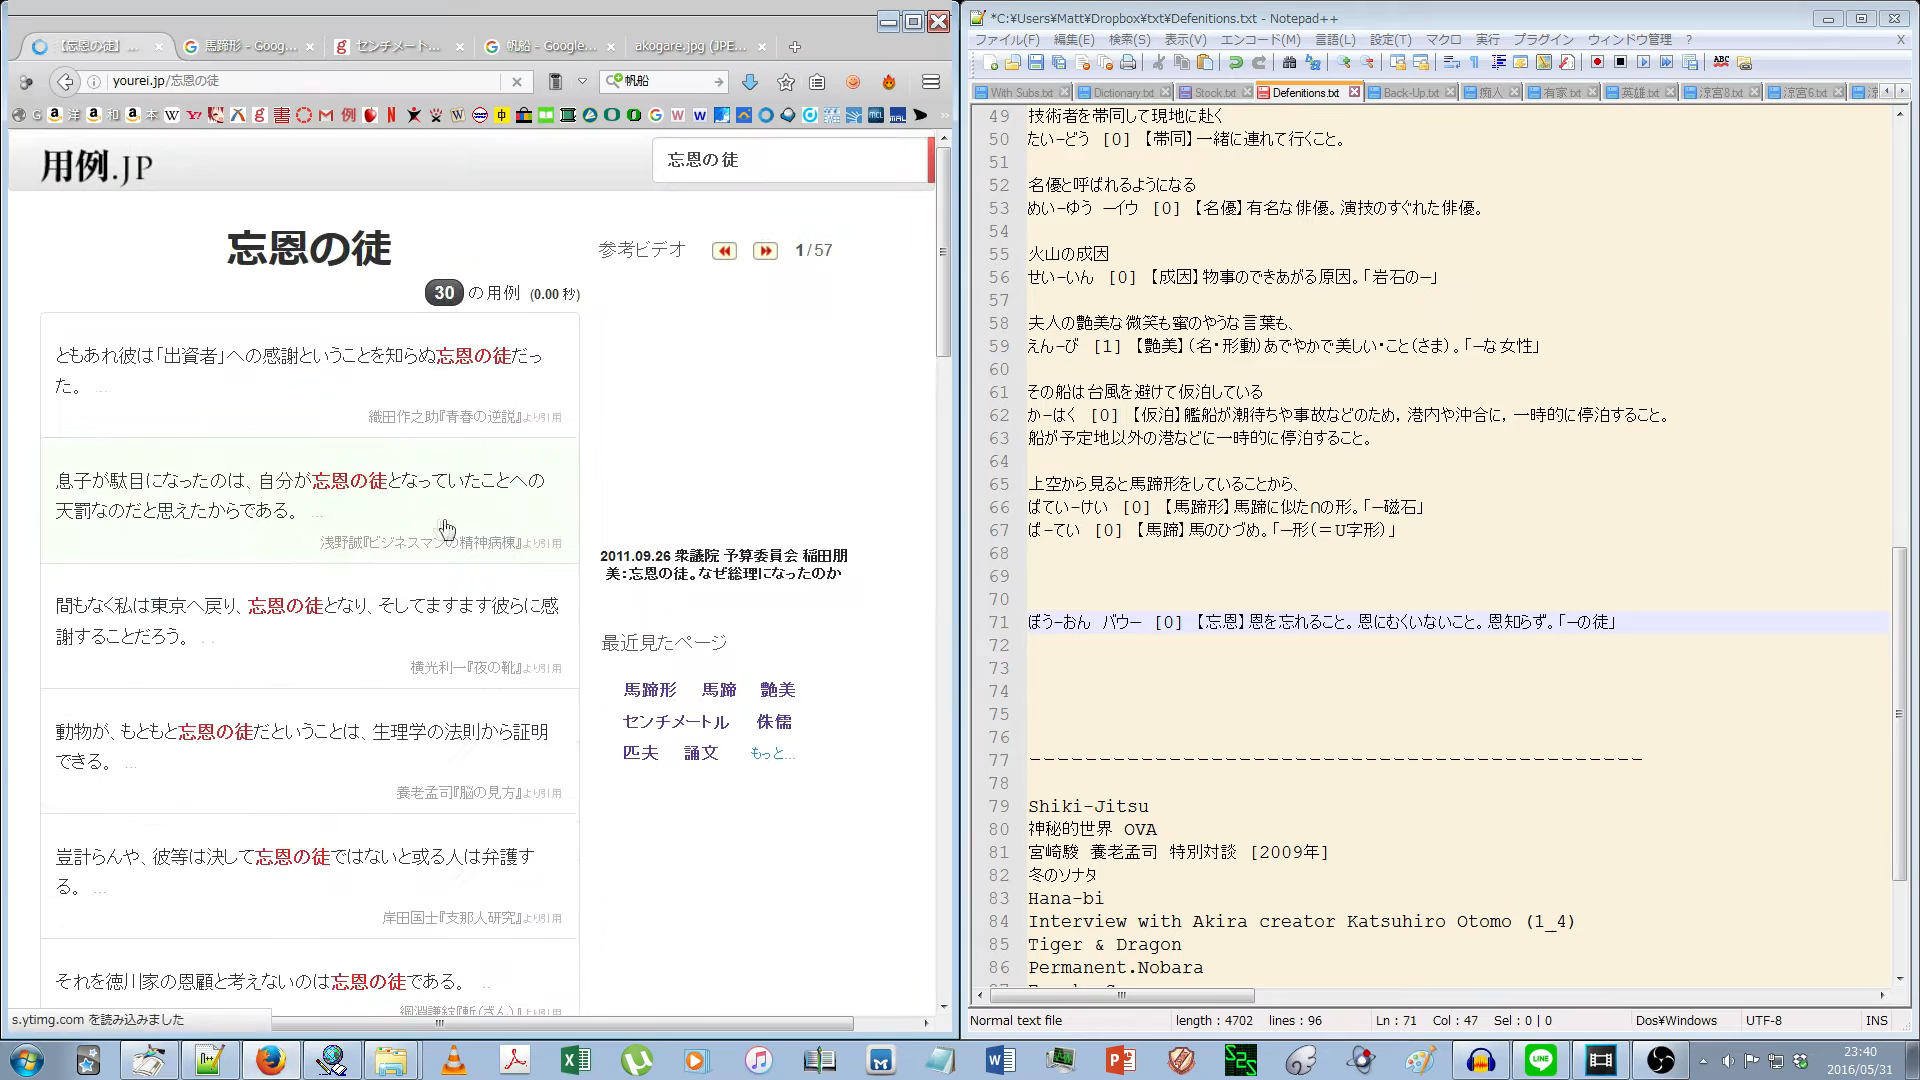 【忘恩の徒】
馬蹄形 - Goog...
センチメート...
帆船 - Google...
akogare.jpg (JPE...
yourei.jp/忘恩の徒
帆船
用例.JP
忘恩の徒
忘恩の徒
30 の用例 (0.00 秒)
ともあれ彼は「出資者」への感謝ということを知らぬ忘恩の徒だっ
た。 ...
織田作之助『青春の逆説』より引用
息子が駄目になったのは、自分が忘恩の徒となっていたことへの
天罰なのだと思えたからである。 ...
浅野誠『ビジネスマンの精神病棟』より引用
間もなく私は東京へ戻り、忘恩の徒となり、そしてますます彼らに感
謝することだろう。
横光利一『夜の靴』より引用
動物が、もともと忘恩の徒だということは、生理学の法則から証明
できる。 ...
養老孟司『脳の見方』より引用
豈計らんや、彼等は決して忘恩の徒ではないと或る人は弁護す
る。 ...
岸田国士『支那人研究』より引用
それを徳川家の恩顧と考えないのは忘恩の徒である。
綱淵謙錠『斬(ざん)』より引用
s.ytimg.com を読み込みました
参考ビデオ 1/57
2011.09.26 衆議院 予算委員会 稲田朋
美：忘恩の徒。なぜ総理になったのか
最近見たページ
馬蹄形 馬蹄 艶美
センチメートル 侏儒
匹夫 誦文 もっと...
*C:¥Users¥Matt¥Dropbox¥txt¥Defenitions.txt - Notepad++
ファイル(F) 編集(E) 検索(S) 表示(V) エンコード(M) 言語(L) 設定(T) マクロ 実行 プラグイン ウィンドウ管理 ? X
With Subs.txt Dictionary.txt Stock.txt Defenitions.txt Back-Up.txt 痴人 有家.txt 英雄.txt 涼宮8.txt 涼宮6.txt
49 技術者を帯同して現地に赴く
50 たい−どう [0] 【帯同】一緒に連れて行くこと。
51
52 名優と呼ばれるようになる
53 めい−ゆう ―イウ [0] 【名優】有名な俳優。演技のすぐれた俳優。
54
55 火山の成因
56 せい−いん [0] 【成因】物事のできあがる原因。「岩石の―」
57
58 夫人の艶美な微笑も蜜のやうな言葉も、
59 えん−び [1] 【艶美】（名・形動）あでやかで美しい・こと（さま）。「―な女性」
60
61 その船は台風を避けて仮泊している
62 か−はく [0] 【仮泊】艦船が潮待ちや事故などのため，港内や沖合に，一時的に停泊すること。
63 船が予定地以外の港などに一時的に停泊すること。
64
65 上空から見ると馬蹄形をしていることから、
66 ばてい−けい [0] 【馬蹄形】馬蹄に似た∩の形。「―磁石」
67 ば−てい [0] 【馬蹄】馬のひづめ。「―形（＝Ｕ字形）」
68
69
70
71 ぼう−おん バウ― [0] 【忘恩】恩を忘れること。恩にむくいないこと。恩知らず。「―の徒」
72
73
74
75
76
77 --------------------------------------------
78
79 Shiki-Jitsu
80 神秘的世界 OVA
81 宮崎駿 養老孟司 特別対談 [2009年]
82 冬のソナタ
83 Hana-bi
84 Interview with Akira creator Katsuhiro Otomo (1_4)
85 Tiger & Dragon
86 Permanent.Nobara
Normal text file length : 4702 lines : 96 Ln : 71 Col : 47 Sel : 0 | 0 Dos¥Windows UTF-8 INS
23:40
2016/05/31